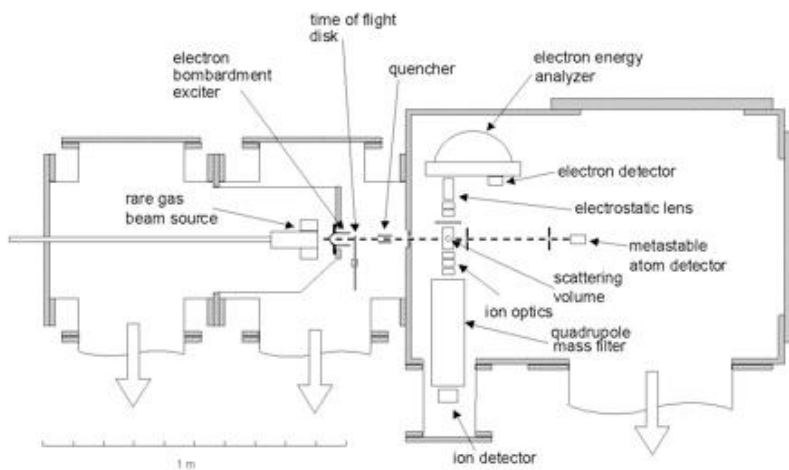 time of flight
disk
electron
bombardment
exciter
quencher
electron energy
analyzer
electron detector
rare gas
beam source
electrostatic lens
metastable
atom detector
scattering
volume
ion optics
quadrupole
mass filter
ion detector
1 m